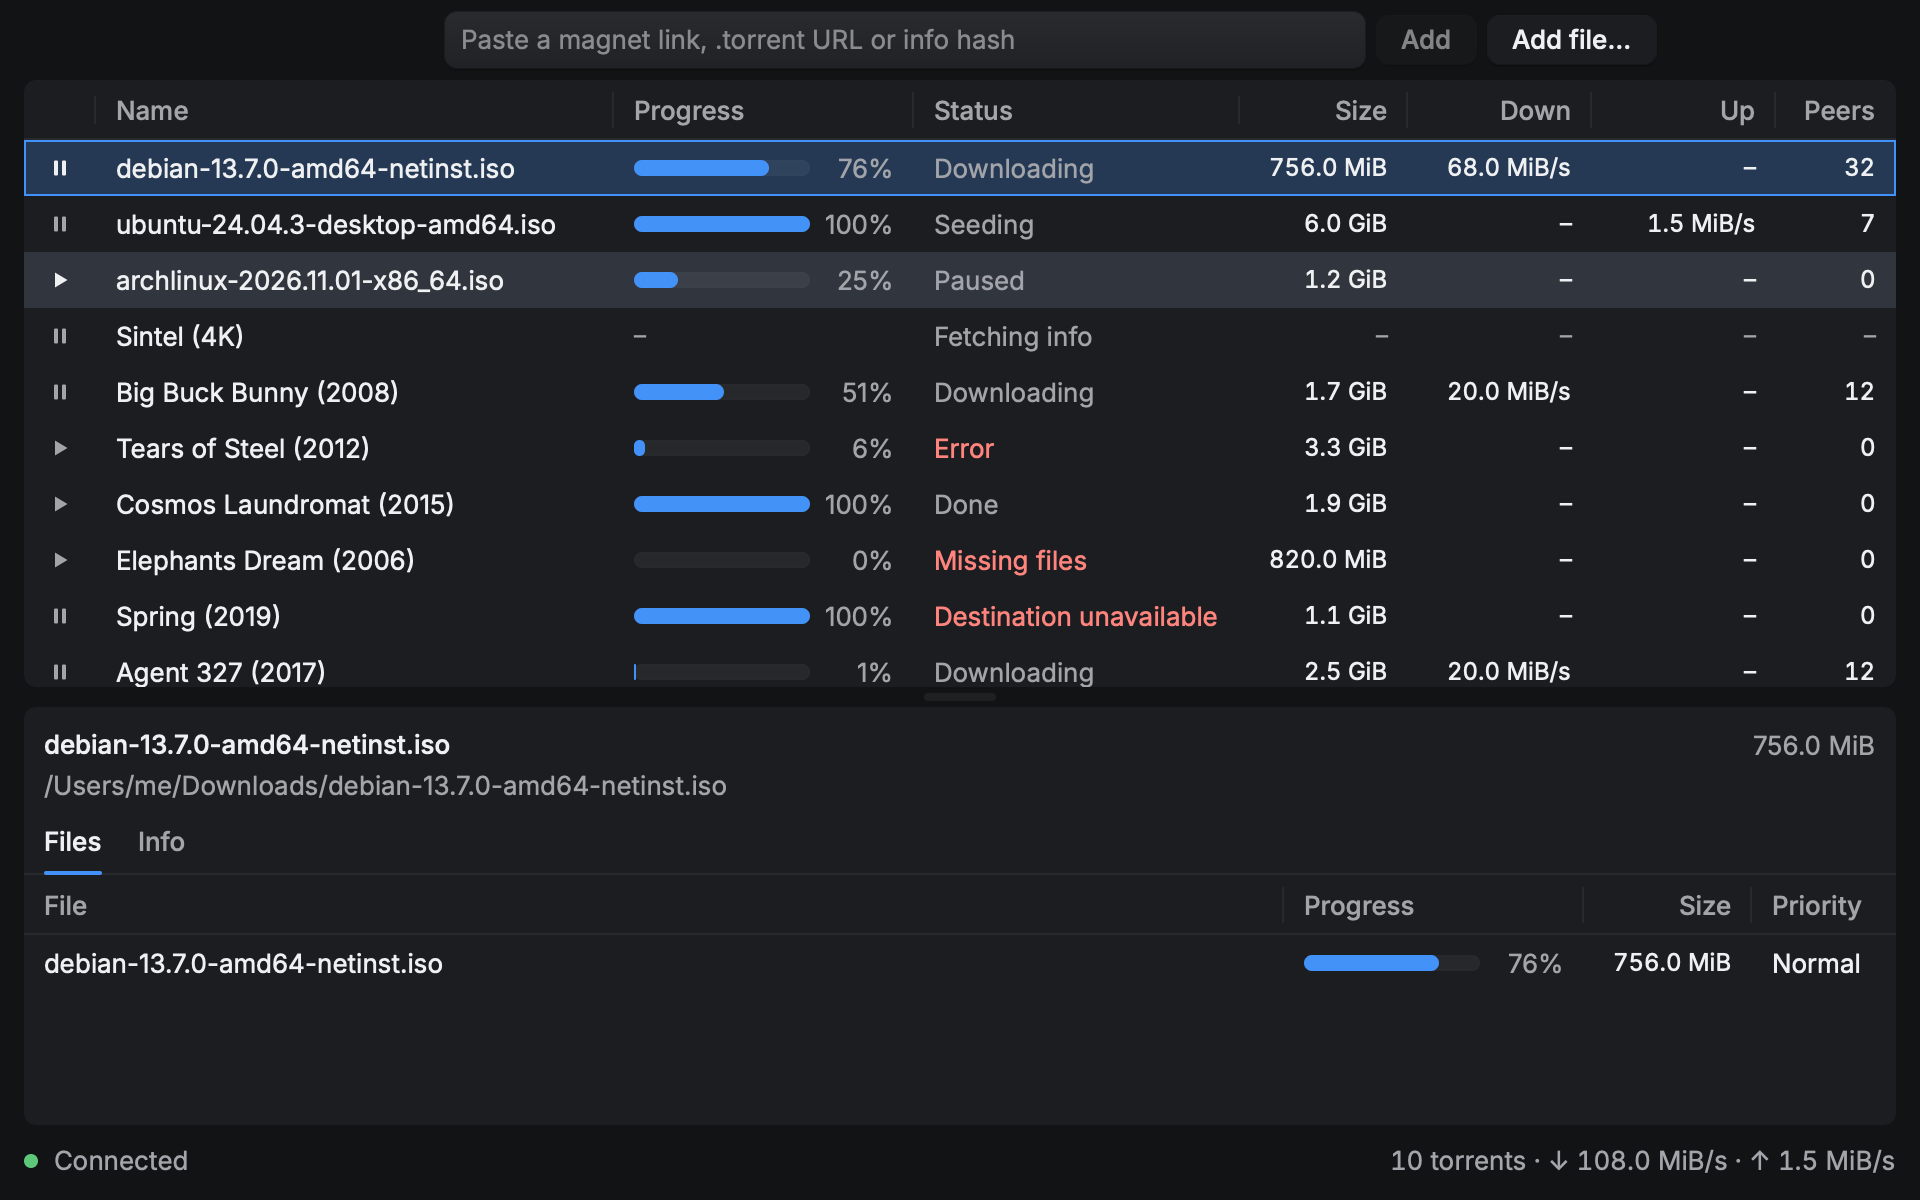 Paste a magnet link, .torrent URL or info hash Add Add file...
Name Progress Status Size Down Up Peers
debian-13.7.0-amd64-netinst.iso 76% Downloading 756.0 MiB 68.0 MiB/s – 32
ubuntu-24.04.3-desktop-amd64.iso 100% Seeding 6.0 GiB – 1.5 MiB/s 7
archlinux-2026.11.01-x86_64.iso 25% Paused 1.2 GiB – – 0
Sintel (4K) – Fetching info – – – –
Big Buck Bunny (2008) 51% Downloading 1.7 GiB 20.0 MiB/s – 12
Tears of Steel (2012) 6% Error 3.3 GiB – – 0
Cosmos Laundromat (2015) 100% Done 1.9 GiB – – 0
Elephants Dream (2006) 0% Missing files 820.0 MiB – – 0
Spring (2019) 100% Destination unavailable 1.1 GiB – – 0
Agent 327 (2017) 1% Downloading 2.5 GiB 20.0 MiB/s – 12
debian-13.7.0-amd64-netinst.iso 756.0 MiB
/Users/me/Downloads/debian-13.7.0-amd64-netinst.iso
Files Info
File Progress Size Priority
debian-13.7.0-amd64-netinst.iso 76% 756.0 MiB Normal
Connected 10 torrents · ↓ 108.0 MiB/s · ↑ 1.5 MiB/s